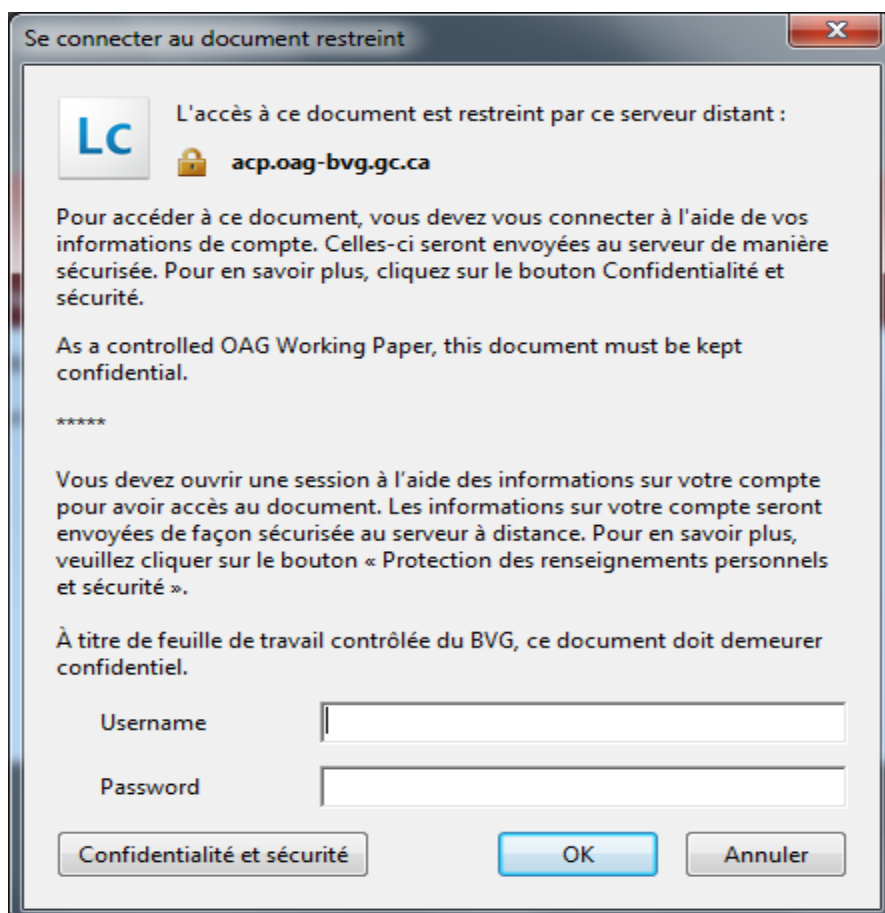 Se connecter au document restreint
Lc
L'accès à ce document est restreint par ce serveur distant :
acp.oag-bvg.gc.ca
Pour accéder à ce document, vous devez vous connecter à l'aide de vos
informations de compte. Celles-ci seront envoyées au serveur de manière
sécurisée. Pour en savoir plus, cliquez sur le bouton Confidentialité et
sécurité.
As a controlled OAG Working Paper, this document must be kept
confidential.
*****
Vous devez ouvrir une session à l'aide des informations sur votre compte
pour avoir accès au document. Les informations sur votre compte seront
envoyées de façon sécurisée au serveur à distance. Pour en savoir plus,
veuillez cliquer sur le bouton « Protection des renseignements personnels
et sécurité ».
À titre de feuille de travail contrôlée du BVG, ce document doit demeurer
confidentiel.
Username
Password
Confidentialité et sécurité
OK
Annuler